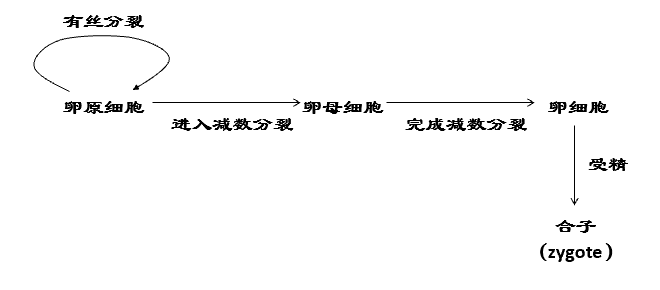 有丝分裂
卵原细胞
进入减数分裂
卵母细胞
完成减数分裂
卵细胞
受精
合子
（zygote）